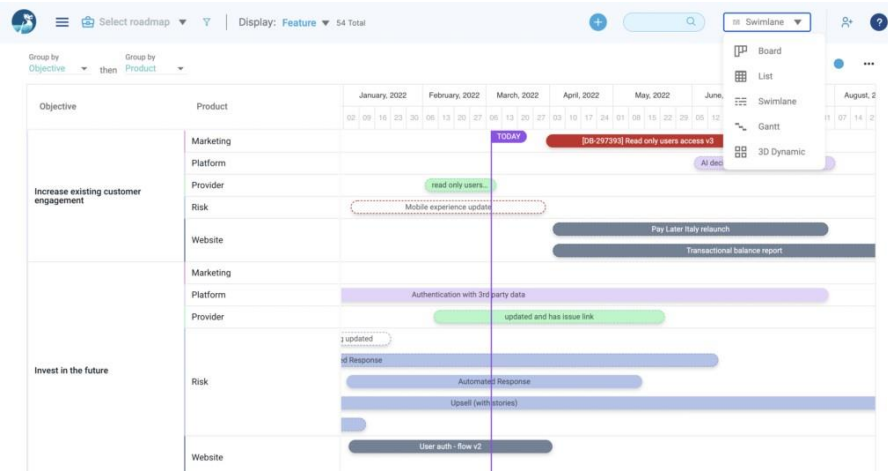 Select roadmap
Display: Feature
54 Total
Swimlane
?
Group by
Objective
then
Group by
Product
Board
List
Swimlane
Gantt
3D Dynamic
Objective
Product
January, 2022
February, 2022
March, 2022
April, 2022
May, 2022
June,
August, 2
02 09 16 23 30 06 13 20 27 06 13 20 27 03 10 17 24 01 08 15 22 29 05 12
07 14
TODAY
Increase existing customer
engagement
Marketing
[DB-297393] Read only users access v3
Platform
AI dec
Provider
read only users...
Risk
Mobile experience update
Website
Pay Later Italy relaunch
Transactional balance report
Invest in the future
Marketing
Platform
Authentication with 3rd party data
Provider
updated and has issue link
Risk
updated
ed Response
Automated Response
Upsell (with stories)
Website
User auth - flow v2